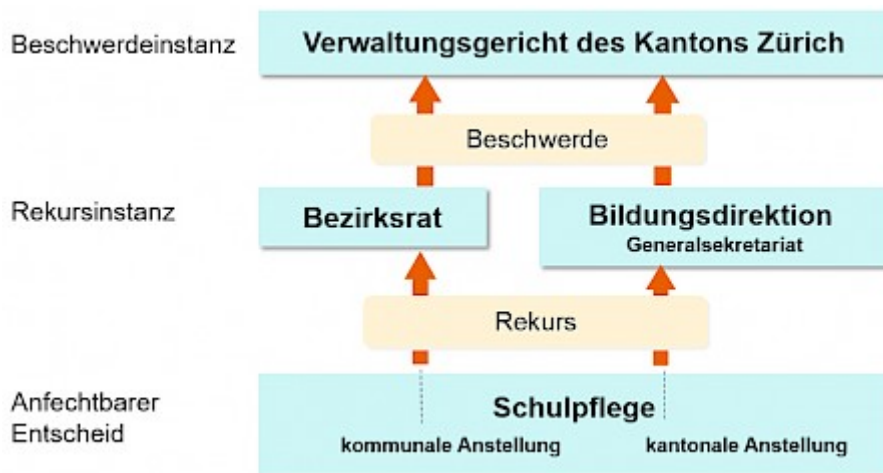 Beschwerdeinstanz
Verwaltungsgericht des Kantons Zürich
Beschwerde
Rekursinstanz
Bezirksrat
Bildungsdirektion
Generalsekretariat
Rekurs
Anfechtbarer
Entscheid
Schulpflege
kommunale Anstellung
kantonale Anstellung